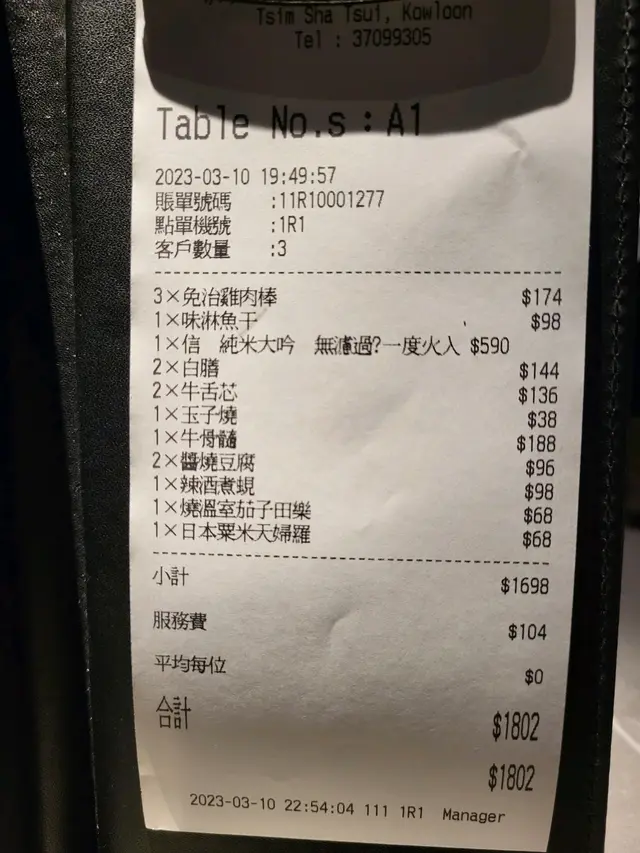 Tsim Sha Tsui, Kowloon
Tel : 37099305
Table No.s : A1
2023-03-10 19:49:57
賬單號碼 :11R10001277
點單機號 :1R1
客戶數量 :3
3×免治雞肉棒 $174
1×味淋魚干 $98
1×信 純米大吟 無濾過?一度火入 $590
2×白膳 $144
2×牛舌芯 $136
1×玉子燒 $38
1×牛骨髓 $188
2×醬燒豆腐 $96
1×辣酒煮蜆 $98
1×燒溫室茄子田樂 $68
1×日本粟米天婦羅 $68
小計 $1698
服務費 $104
平均每位 $0
合計 $1802
$1802
2023-03-10 22:54:04 111 1R1 Manager